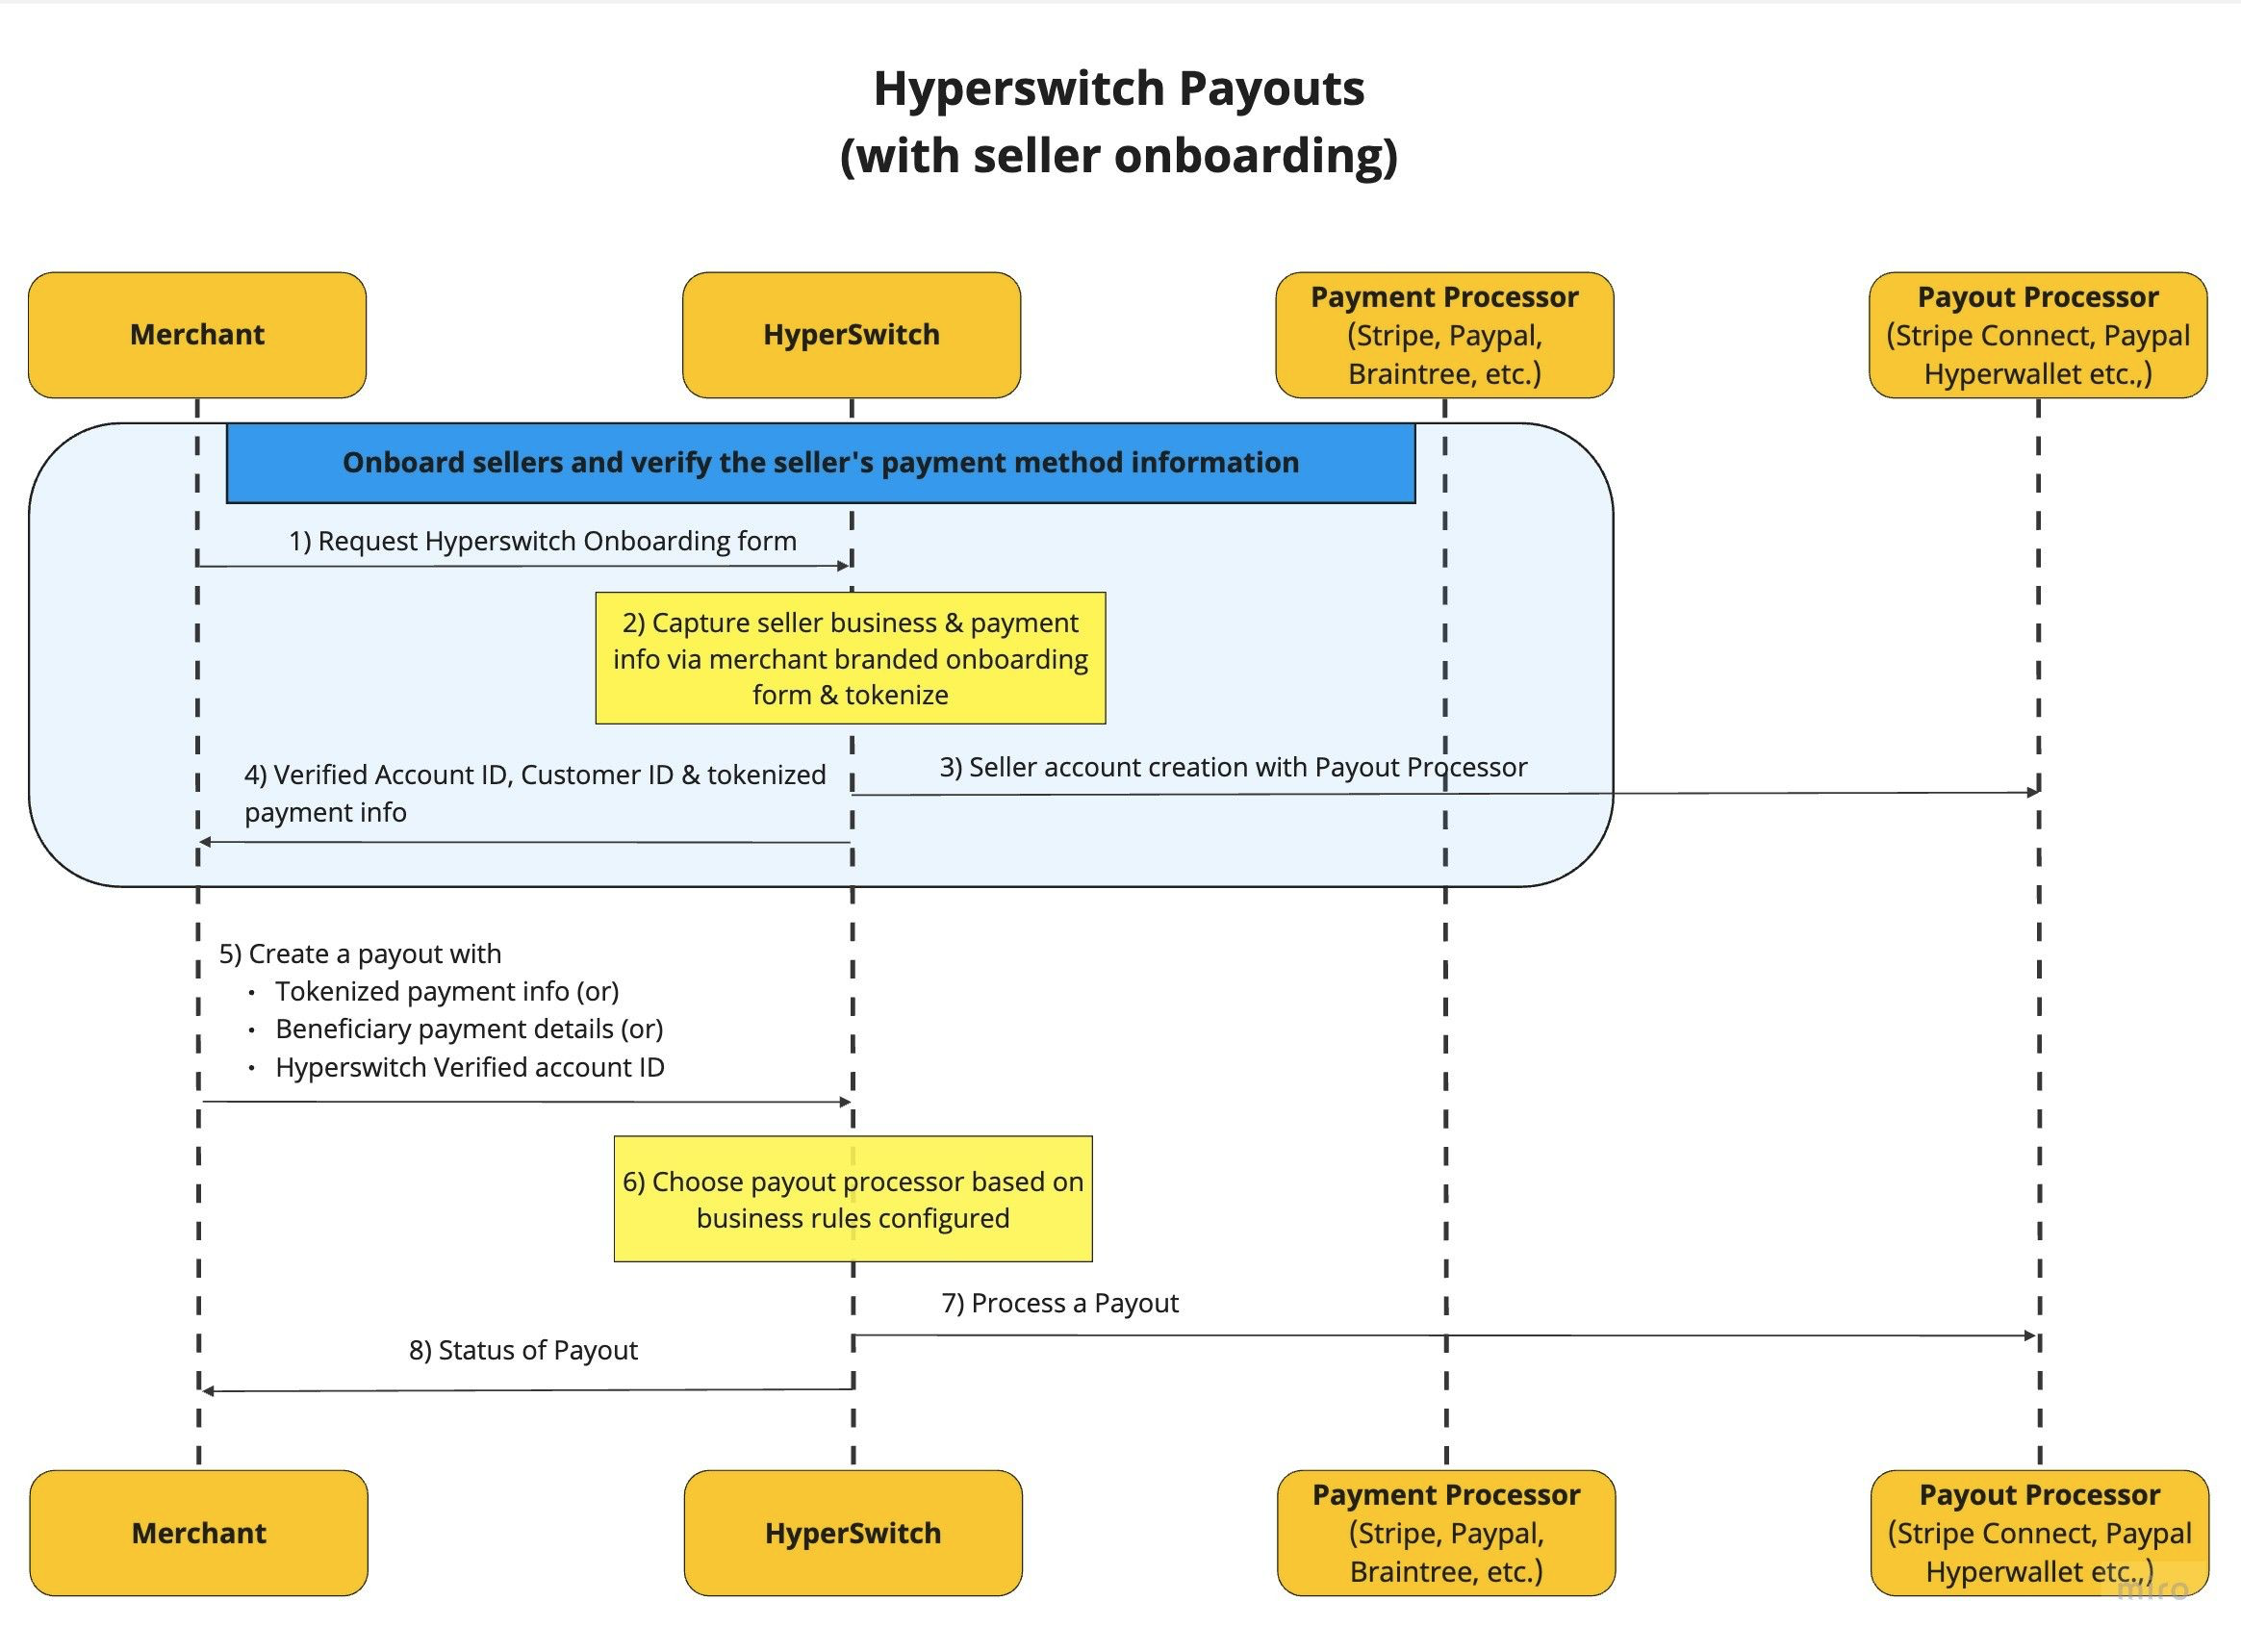 Hyperswitch Payouts
(with seller onboarding)
Merchant
HyperSwitch
Payment Processor
(Stripe, Paypal,
Braintree, etc.)
Payout Processor
(Stripe Connect, Paypal
Hyperwallet etc.,)
Onboard sellers and verify the seller's payment method information
1) Request Hyperswitch Onboarding form
2) Capture seller business & payment
info via merchant branded onboarding
form & tokenize
3) Seller account creation with Payout Processor
4) Verified Account ID, Customer ID & tokenized
payment info
5) Create a payout with
• Tokenized payment info (or)
• Beneficiary payment details (or)
• Hyperswitch Verified account ID
6) Choose payout processor based on
business rules configured
7) Process a Payout
8) Status of Payout
Merchant
HyperSwitch
Payment Processor
(Stripe, Paypal,
Braintree, etc.)
Payout Processor
(Stripe Connect, Paypal
Hyperwallet etc.,)
miro